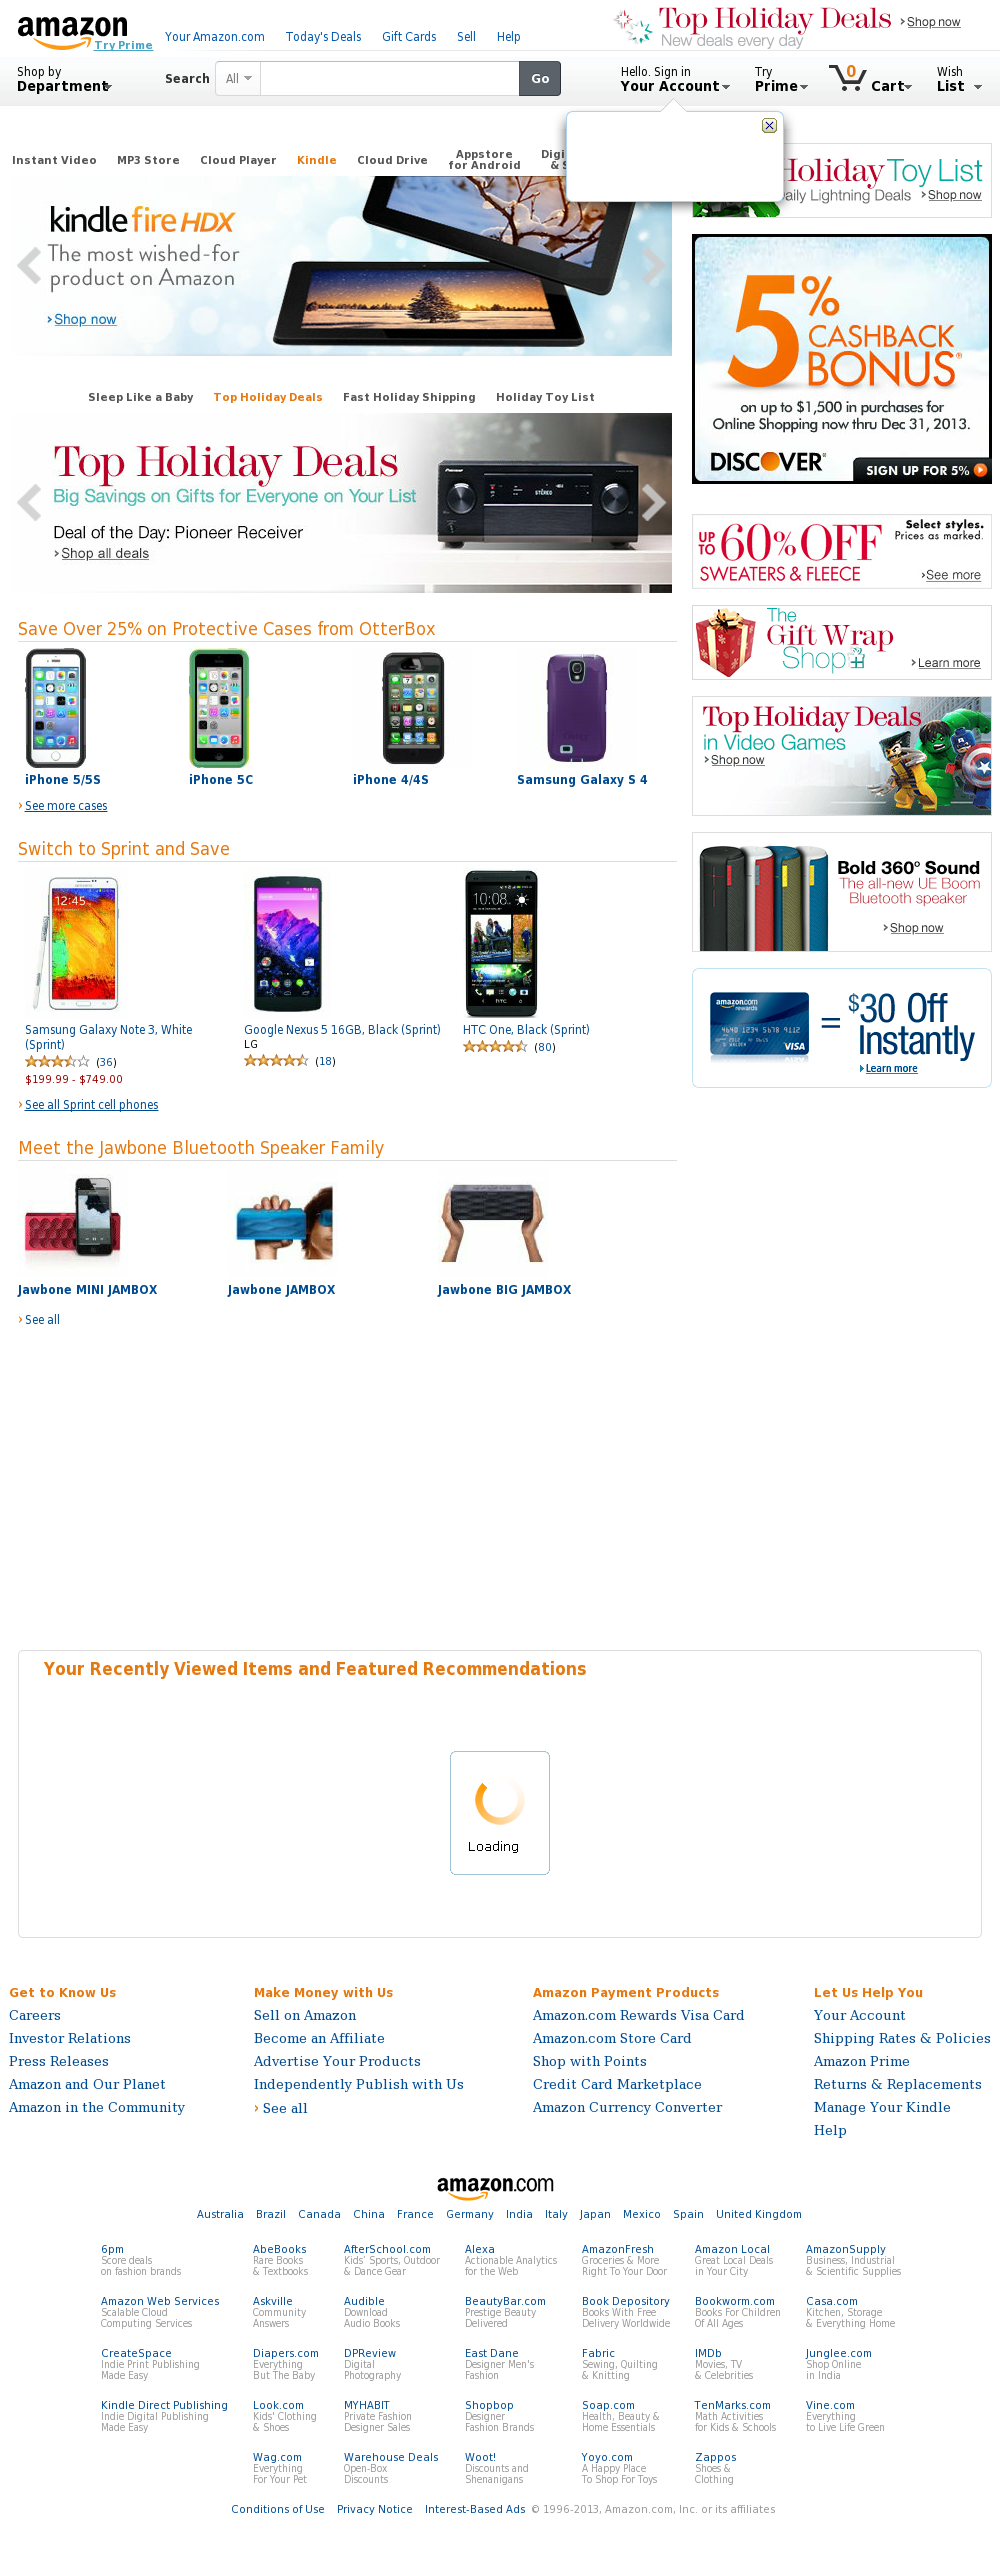 amazon
Try Prime
Your Amazon.com Today's Deals Gift Cards Sell Help
Top Holiday Deals
New deals every day
Shop now
Shop by
Department
Search All Go
Hello. Sign in
Your Account
Try
Prime
0
Cart
Wish
List
Instant Video MP3 Store Cloud Player Kindle Cloud Drive
Appstore
for Android
kindle fire HDX
The most wished-for
product on Amazon
Shop now
Holiday Toy List
Daily Lightning Deals
Shop now
5%
CASHBACK
BONUS®
on up to $1,500 in purchases for
Online Shopping now thru Dec 31, 2013.
DISCOVER
SIGN UP FOR 5%
Sleep Like a Baby Top Holiday Deals Fast Holiday Shipping Holiday Toy List
Top Holiday Deals
Big Savings on Gifts for Everyone on Your List
Deal of the Day: Pioneer Receiver
Shop all deals
Pioneer
STEREO
UP TO 60% OFF
SWEATERS & FLEECE
Select styles.
Prices as marked.
See more
The
Gift Wrap
Shop
Learn more
Top Holiday Deals
in Video Games
Shop now
Bold 360° Sound
The all-new UE Boom
Bluetooth speaker
Shop now
amazon.com
rewards
4640 1234 5678 9112
VISA
=
$30 Off
Instantly
Learn more
Save Over 25% on Protective Cases from OtterBox
iPhone 5/5S iPhone 5C iPhone 4/4S Samsung Galaxy S 4
› See more cases
Switch to Sprint and Save
12:45
10:08
Samsung Galaxy Note 3, White
(Sprint)
(36)
$199.99 - $749.00
Google Nexus 5 16GB, Black (Sprint)
LG
(18)
HTC One, Black (Sprint)
(80)
› See all Sprint cell phones
Meet the Jawbone Bluetooth Speaker Family
Jawbone MINI JAMBOX Jawbone JAMBOX Jawbone BIG JAMBOX
› See all
Your Recently Viewed Items and Featured Recommendations
Loading
Get to Know Us
Careers
Investor Relations
Press Releases
Amazon and Our Planet
Amazon in the Community
Make Money with Us
Sell on Amazon
Become an Affiliate
Advertise Your Products
Independently Publish with Us
› See all
Amazon Payment Products
Amazon.com Rewards Visa Card
Amazon.com Store Card
Shop with Points
Credit Card Marketplace
Amazon Currency Converter
Let Us Help You
Your Account
Shipping Rates & Policies
Amazon Prime
Returns & Replacements
Manage Your Kindle
Help
amazon.com
Australia Brazil Canada China France Germany India Italy Japan Mexico Spain United Kingdom
6pm
Score deals
on fashion brands
AbeBooks
Rare Books
& Textbooks
AfterSchool.com
Kids' Sports, Outdoor
& Dance Gear
Alexa
Actionable Analytics
for the Web
AmazonFresh
Groceries & More
Right To Your Door
Amazon Local
Great Local Deals
in Your City
AmazonSupply
Business, Industrial
& Scientific Supplies
Amazon Web Services
Scalable Cloud
Computing Services
Askville
Community
Answers
Audible
Download
Audio Books
BeautyBar.com
Prestige Beauty
Delivered
Book Depository
Books With Free
Delivery Worldwide
Bookworm.com
Books For Children
Of All Ages
Casa.com
Kitchen, Storage
& Everything Home
CreateSpace
Indie Print Publishing
Made Easy
Diapers.com
Everything
But The Baby
DPReview
Digital
Photography
East Dane
Designer Men's
Fashion
Fabric
Sewing, Quilting
& Knitting
IMDb
Movies, TV
& Celebrities
Junglee.com
Shop Online
in India
Kindle Direct Publishing
Indie Digital Publishing
Made Easy
Look.com
Kids' Clothing
& Shoes
MYHABIT
Private Fashion
Designer Sales
Shopbop
Designer
Fashion Brands
Soap.com
Health, Beauty &
Home Essentials
TenMarks.com
Math Activities
for Kids & Schools
Vine.com
Everything
to Live Life Green
Wag.com
Everything
For Your Pet
Warehouse Deals
Open-Box
Discounts
Woot!
Discounts and
Shenanigans
Yoyo.com
A Happy Place
To Shop For Toys
Zappos
Shoes &
Clothing
Conditions of Use Privacy Notice Interest-Based Ads © 1996-2013, Amazon.com, Inc. or its affiliates